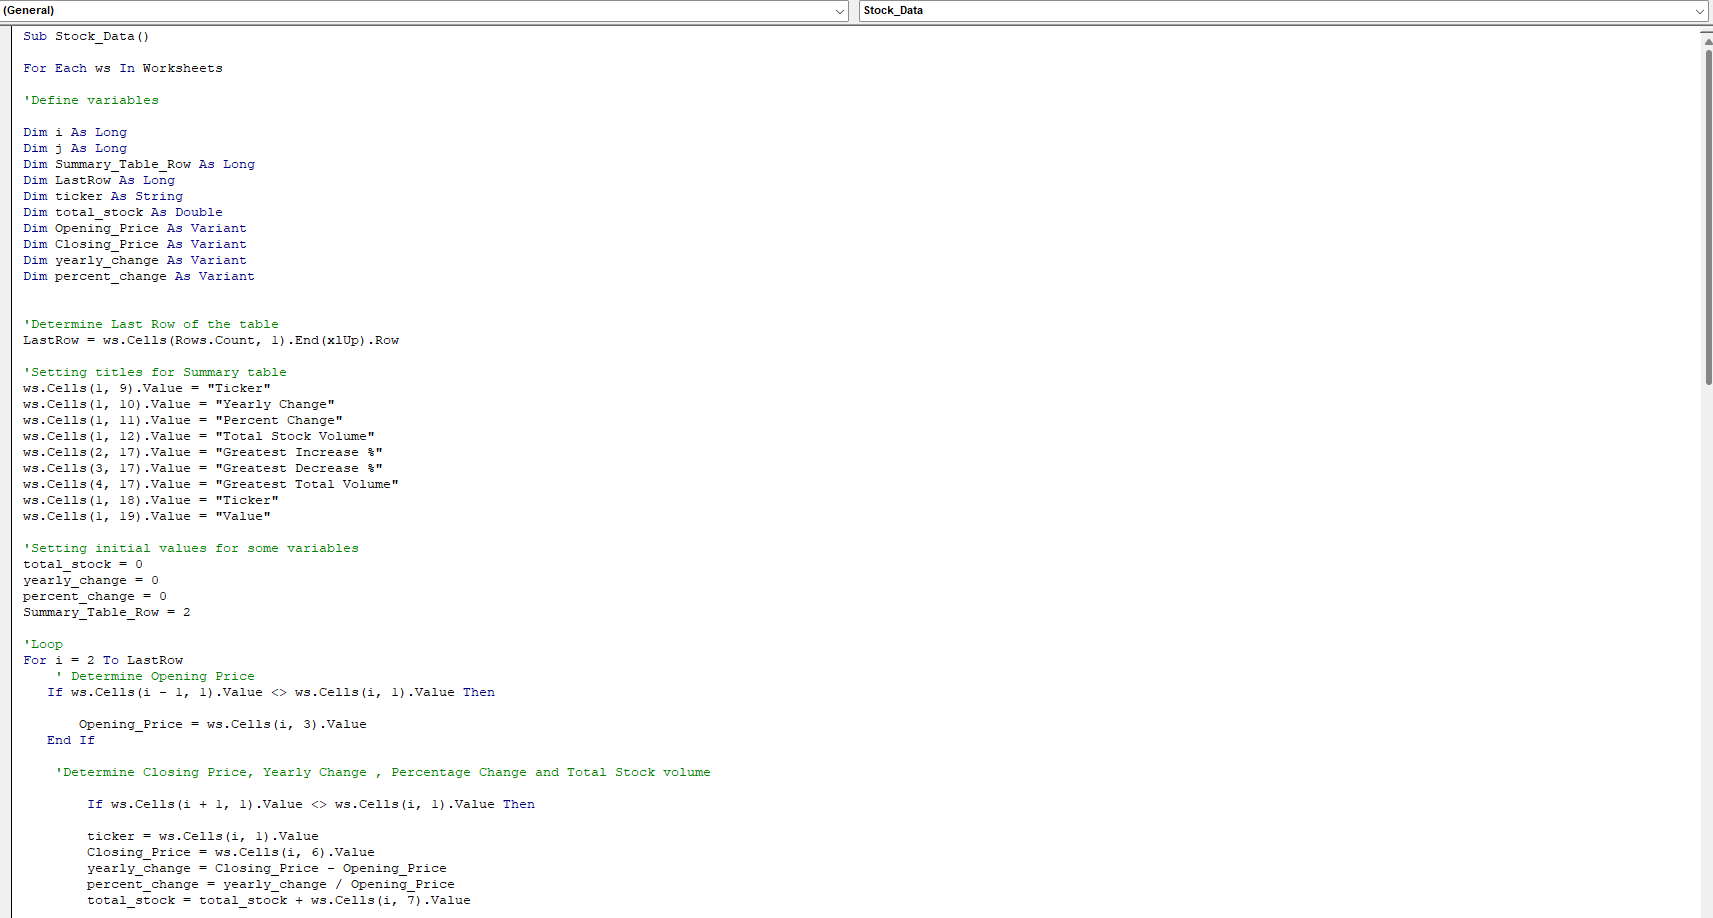 (General)
Stock_Data
Sub Stock_Data()
For Each ws In Worksheets
'Define variables
Dim i As Long
Dim j As Long
Dim Summary_Table_Row As Long
Dim LastRow As Long
Dim ticker As String
Dim total_stock As Double
Dim Opening_Price As Variant
Dim Closing_Price As Variant
Dim yearly_change As Variant
Dim percent_change As Variant
'Determine Last Row of the table
LastRow = ws.Cells(Rows.Count, 1).End(xlUp).Row
'Setting titles for Summary table
ws.Cells(1, 9).Value = "Ticker"
ws.Cells(1, 10).Value = "Yearly Change"
ws.Cells(1, 11).Value = "Percent Change"
ws.Cells(1, 12).Value = "Total Stock Volume"
ws.Cells(2, 17).Value = "Greatest Increase %"
ws.Cells(3, 17).Value = "Greatest Decrease %"
ws.Cells(4, 17).Value = "Greatest Total Volume"
ws.Cells(1, 18).Value = "Ticker"
ws.Cells(1, 19).Value = "Value"
'Setting initial values for some variables
total_stock = 0
yearly_change = 0
percent_change = 0
Summary_Table_Row = 2
'Loop
For i = 2 To LastRow
' Determine Opening Price
If ws.Cells(i - 1, 1).Value <> ws.Cells(i, 1).Value Then
Opening_Price = ws.Cells(i, 3).Value
End If
'Determine Closing Price, Yearly Change , Percentage Change and Total Stock volume
If ws.Cells(i + 1, 1).Value <> ws.Cells(i, 1).Value Then
ticker = ws.Cells(i, 1).Value
Closing_Price = ws.Cells(i, 6).Value
yearly_change = Closing_Price - Opening_Price
percent_change = yearly_change / Opening_Price
total_stock = total_stock + ws.Cells(i, 7).Value